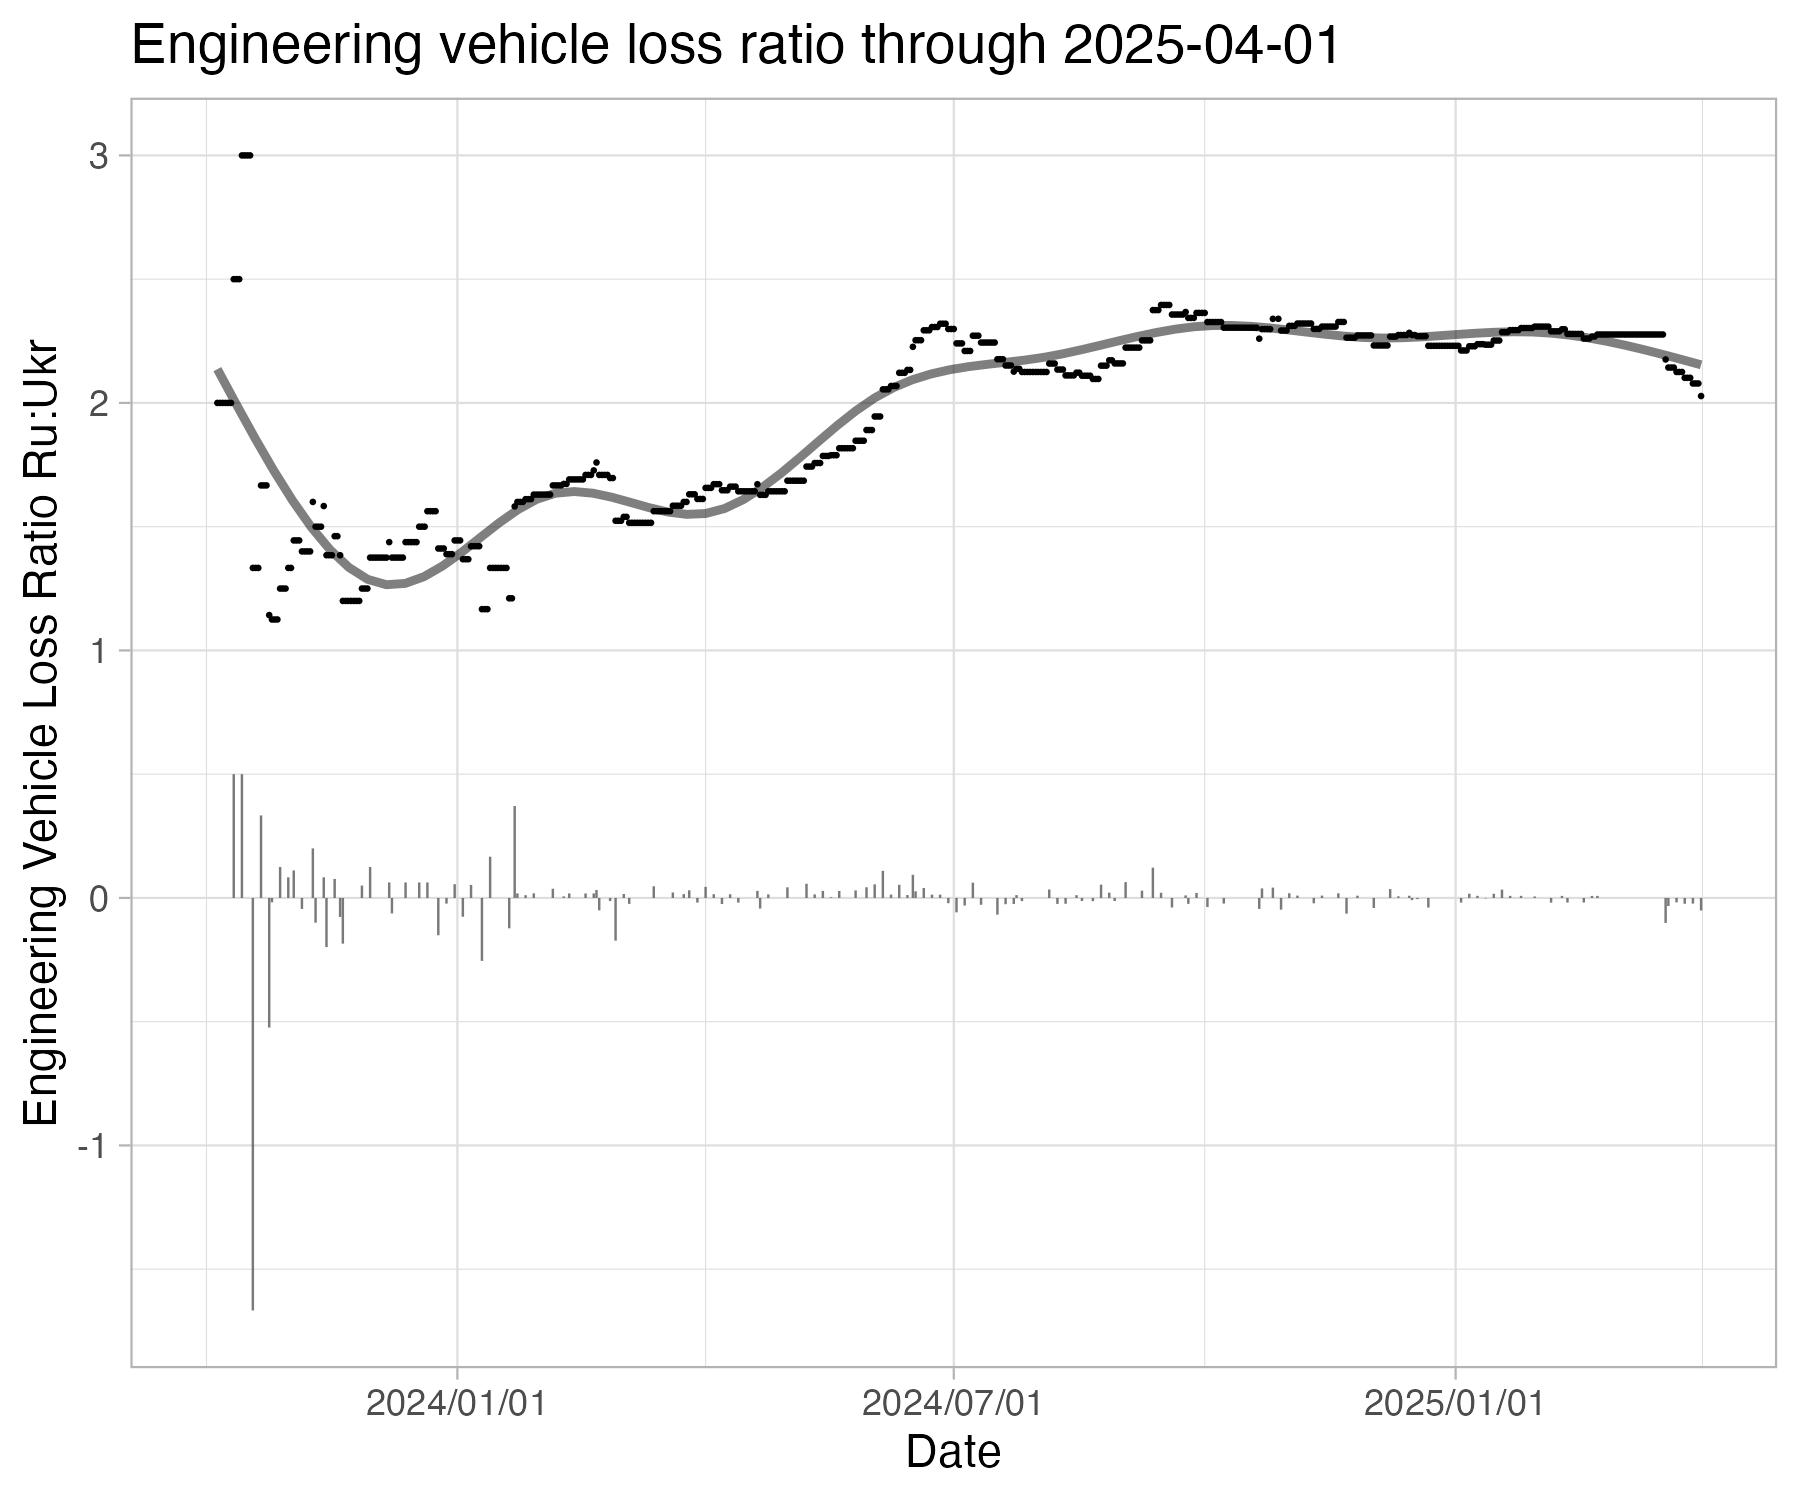 Engineering vehicle loss ratio through 2025-04-01
Engineering Vehicle Loss Ratio Ru:Ukr
3
2
1
0
-1
2024/01/01
2024/07/01
2025/01/01
Date